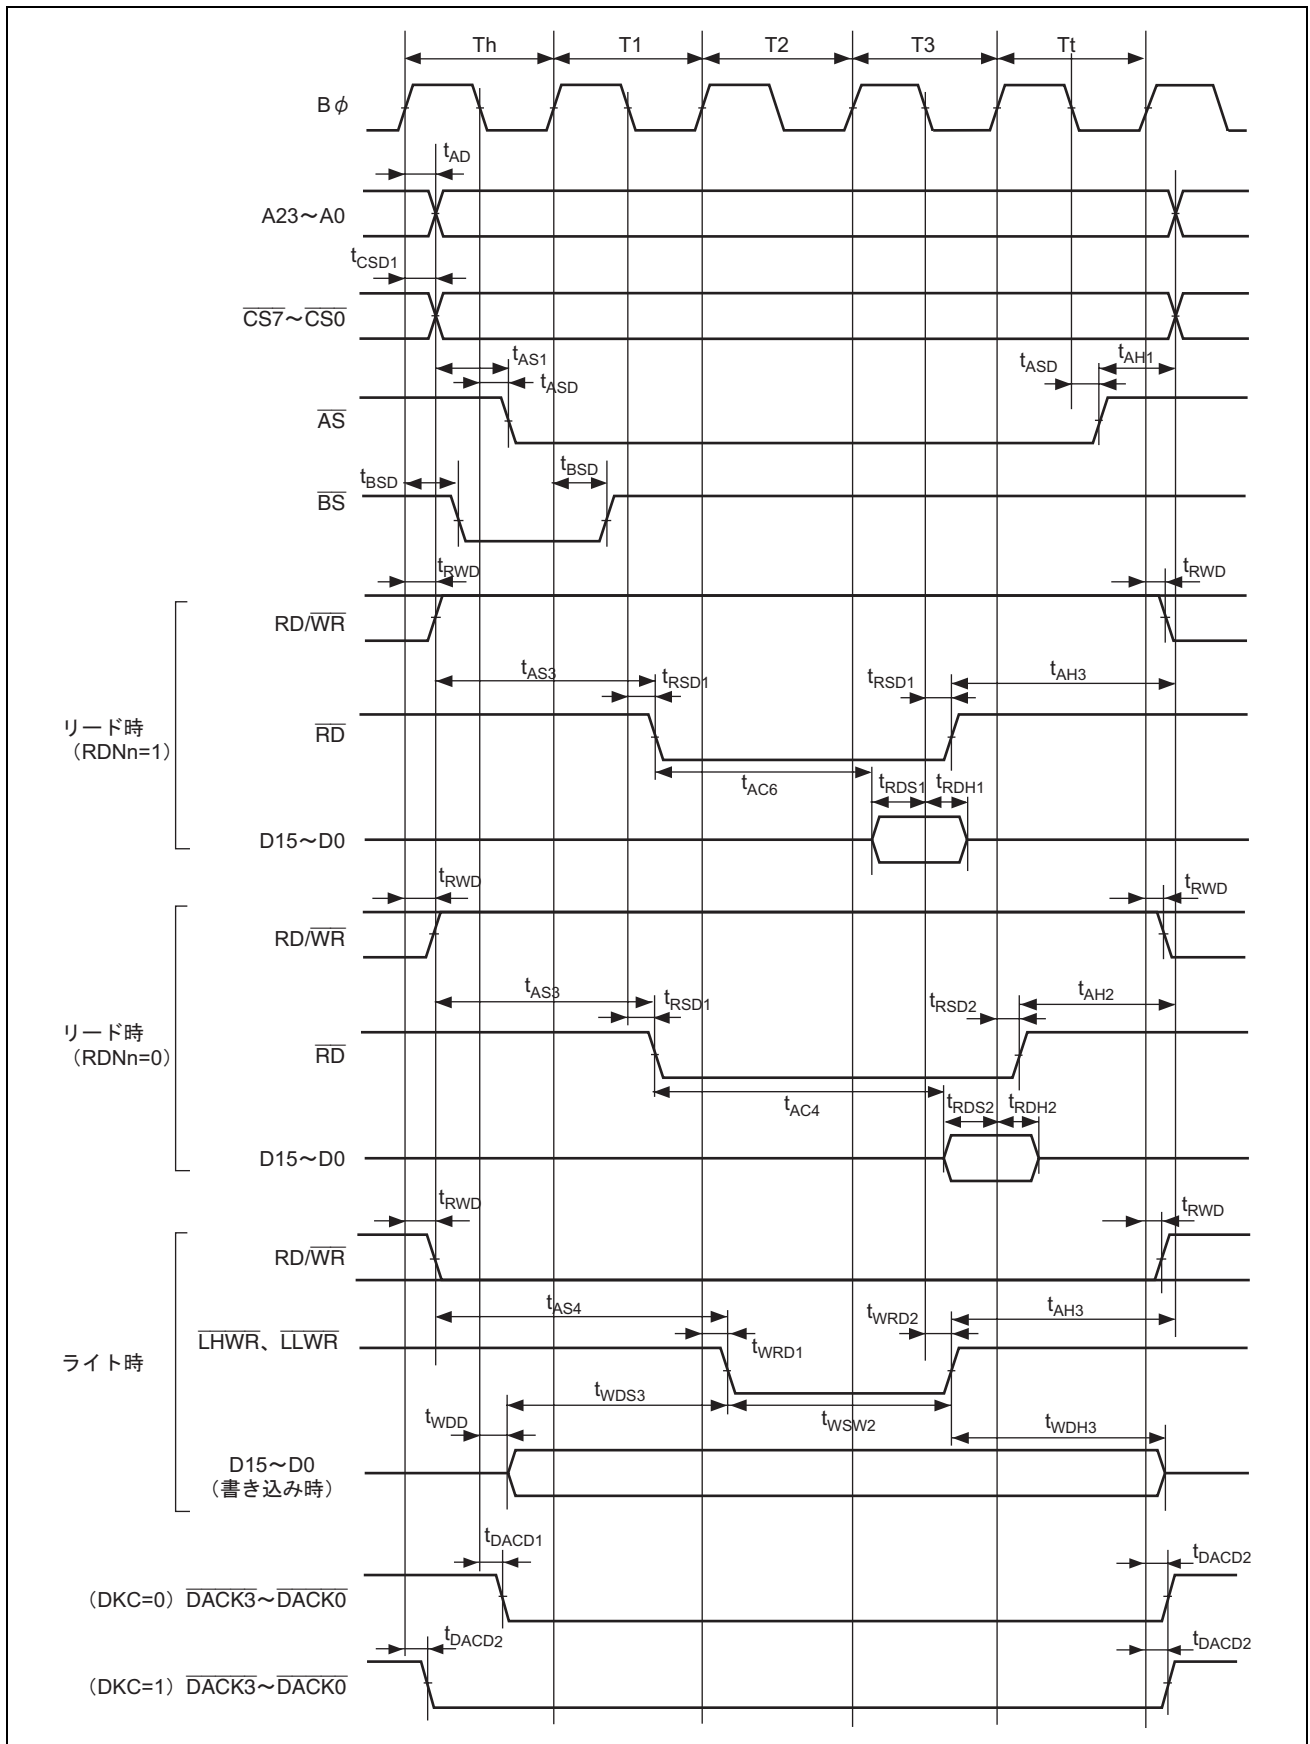 Th T1 T2 T3 Tt
Bφ
tAD
A23～A0
tCSD1
CS7～CS0
tAS1 tASD tASD tAH1
AS
tBSD tBSD
BS
tRWD tRWD
RD/WR
tAS3 tRSD1 tRSD1 tAH3
リード時
（RDNn=1）
RD
tAC6 tRDS1 tRDH1
D15～D0
tRWD tRWD
RD/WR
tAS3 tRSD1 tRSD2 tAH2
リード時
（RDNn=0）
RD
tAC4 tRDS2 tRDH2
D15～D0
tRWD tRWD
RD/WR
tAS4 tWRD2 tAH3
LHWR、LLWR
tWRD1
ライト時
tWDS3
tWDD tWSW2 tWDH3
D15～D0
（書き込み時）
tDACD1 tDACD2
（DKC=0）DACK3～DACK0
tDACD2 tDACD2
（DKC=1）DACK3～DACK0